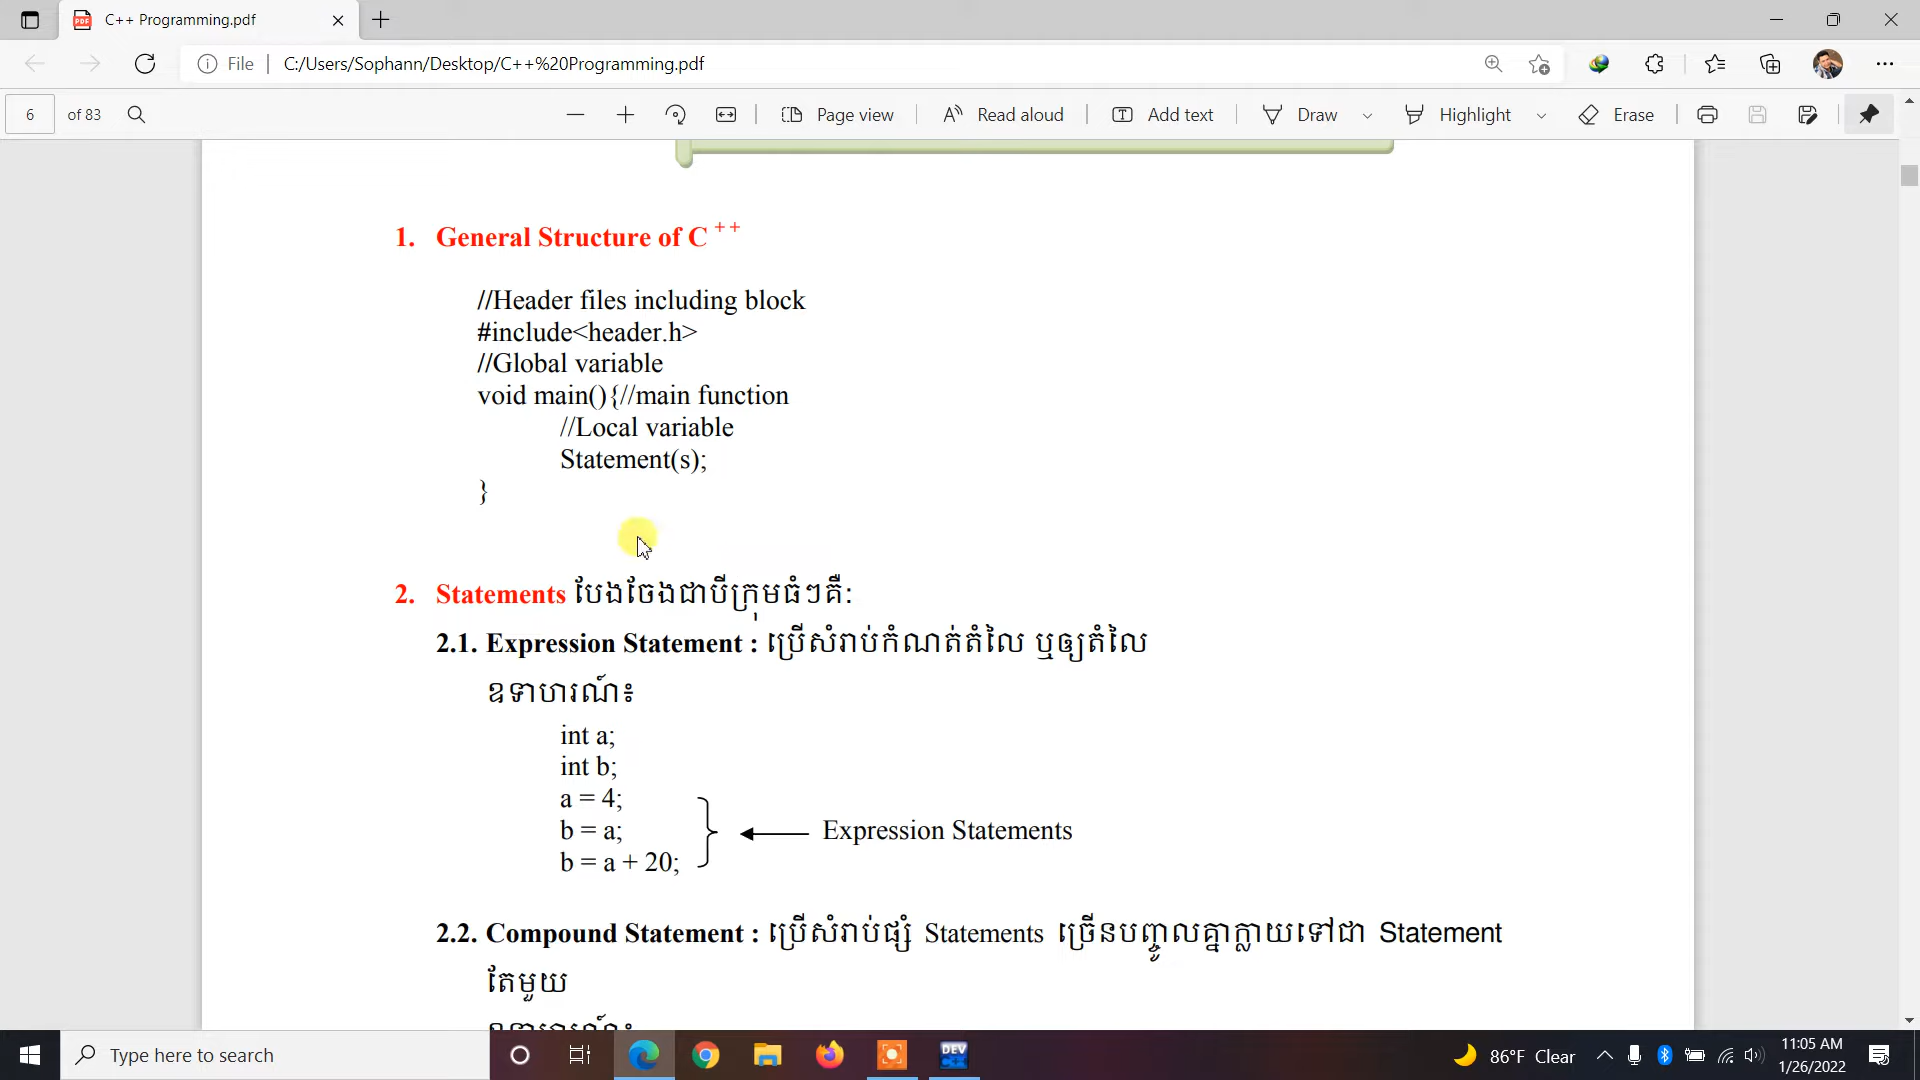 C++ Programming.pdf
File
C:/Users/Sophann/Desktop/C++%20Programming.pdf
6 of 83
Page view
Read aloud
Add text
Draw
Highlight
Erase
1. General Structure of C ++
//Header files including block
#include<header.h>
//Global variable
void main(){//main function
//Local variable
Statement(s);
}
2. Statements បែងចែងជាបីក្រុមធំៗគឺ:
2.1. Expression Statement : ប្រើសំរាប់កំណត់តំលៃ ឬឲ្យតំលៃ
ឧទាហរណ៍៖
int a;
int b;
a = 4;
b = a;
b = a + 20;
Expression Statements
2.2. Compound Statement : ប្រើសំរាប់ផ្សំ Statements ច្រើនបញ្ចូលគ្នាក្លាយទៅជា Statement
តែមួយ
ឧទាហរណ៍៖
Type here to search
DEV C++
86°F Clear
11:05 AM
1/26/2022